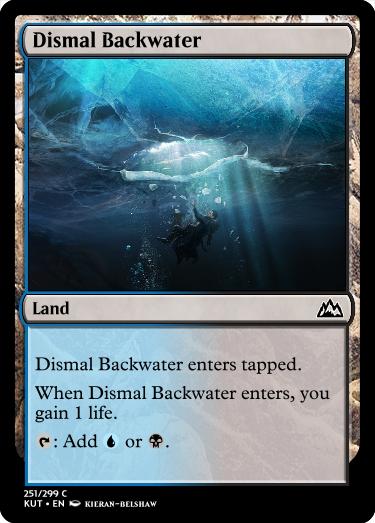 Dismal Backwater
Land
Dismal Backwater enters tapped.
When Dismal Backwater enters, you
gain 1 life.
: Add or .
251/299 C
KUT • EN KIERAN-BELSHAW